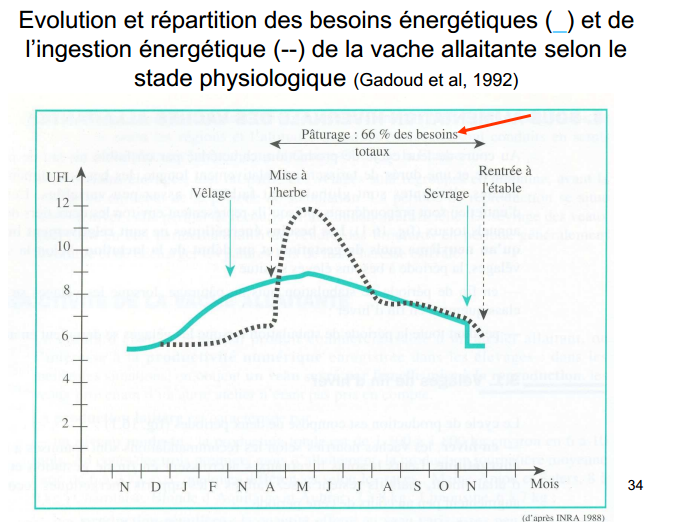 Evolution et répartition des besoins énergétiques (_) et de
l’ingestion énergétique (--) de la vache allaitante selon le
stade physiologique (Gadoud et al, 1992)
Pâturage : 66 % des besoins
totaux
UFL
Vêlage
Mise à
l'herbe
Sevrage
Rentrée à
l'étable
12
10
8
6
4
2
N D J F N A M J J A S O N Mois
34
(d'après INRA 1988)